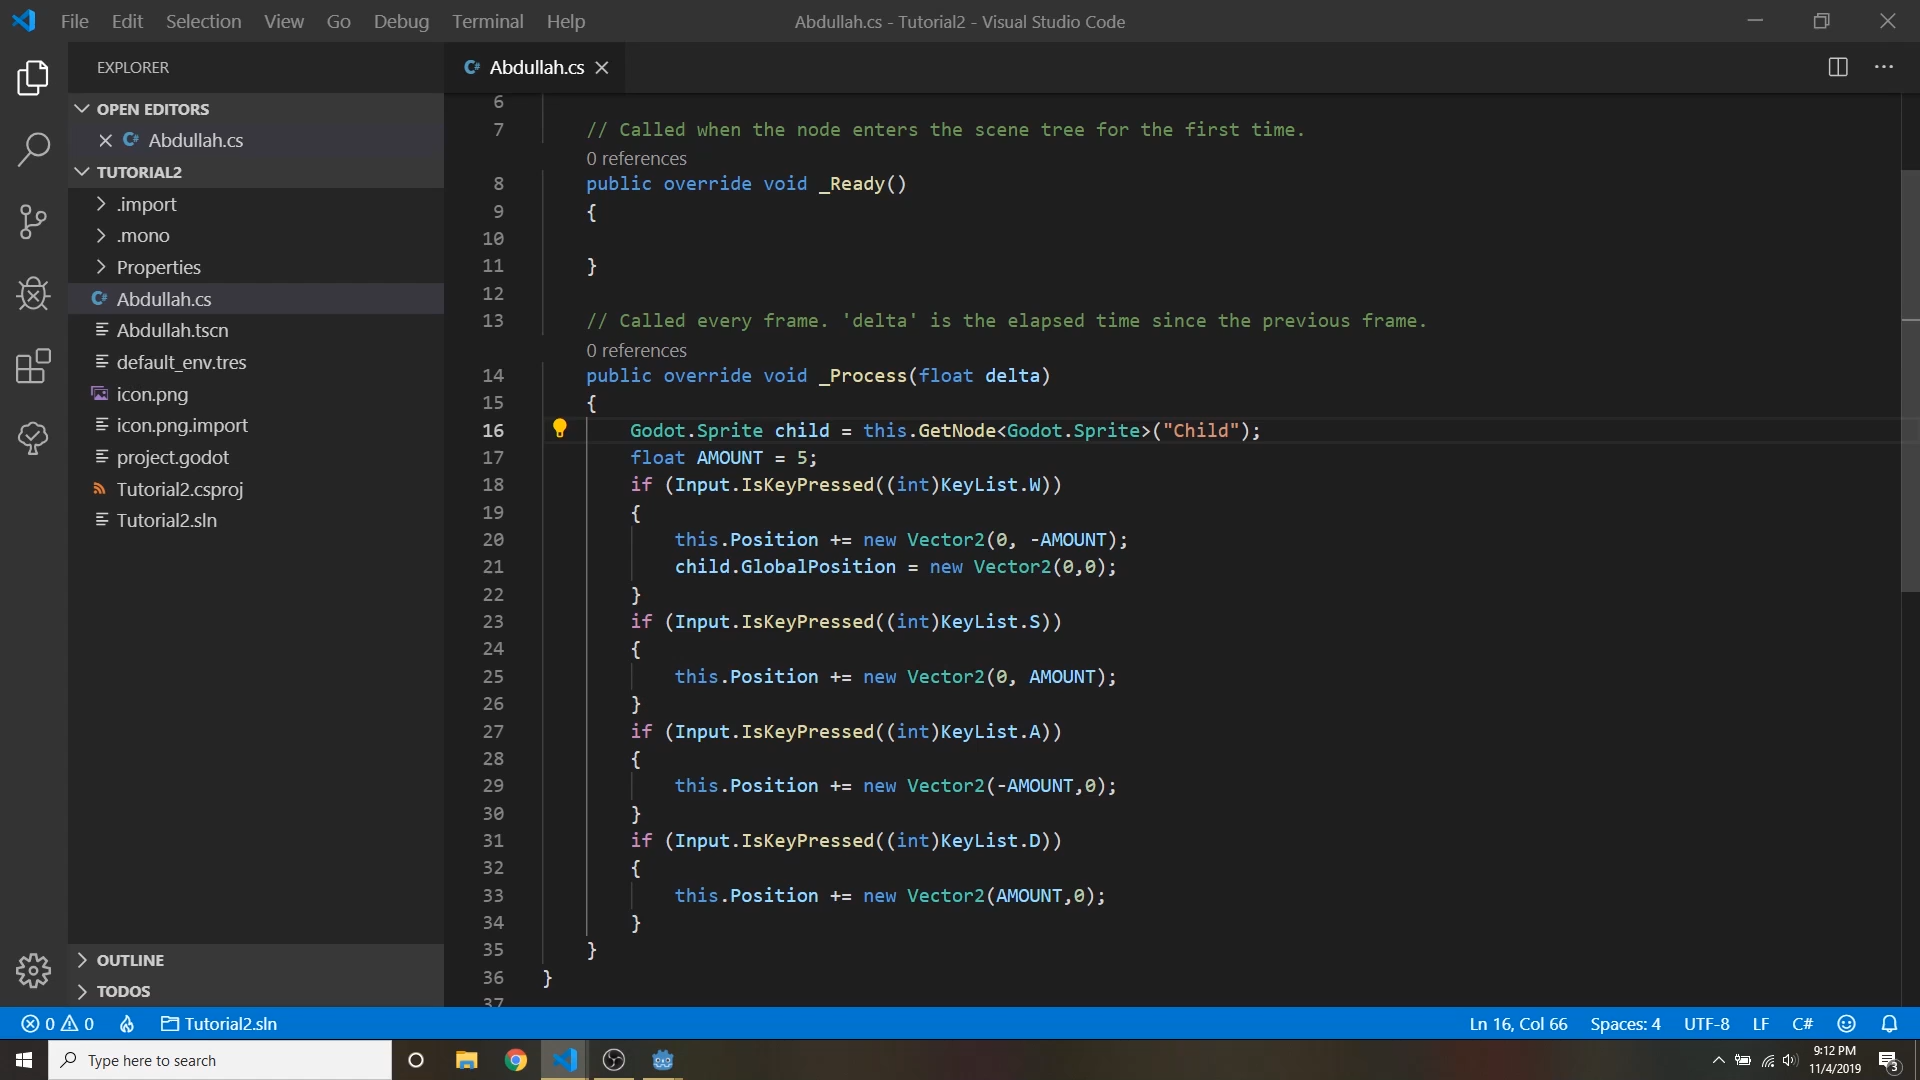 File Edit Selection View Go Debug Terminal Help
Abdullah.cs - Tutorial2 - Visual Studio Code
EXPLORER
OPEN EDITORS
Abdullah.cs
TUTORIAL2
.import
.mono
Properties
Abdullah.cs
Abdullah.tscn
default_env.tres
icon.png
icon.png.import
project.godot
Tutorial2.csproj
Tutorial2.sln
OUTLINE
TODOS
Abdullah.cs
6
7 // Called when the node enters the scene tree for the first time.
0 references
8 public override void _Ready()
9 {
10
11 }
12
13 // Called every frame. 'delta' is the elapsed time since the previous frame.
0 references
14 public override void _Process(float delta)
15 {
16 Godot.Sprite child = this.GetNode<Godot.Sprite>("Child");
17 float AMOUNT = 5;
18 if (Input.IsKeyPressed((int)KeyList.W))
19 {
20 this.Position += new Vector2(0, -AMOUNT);
21 child.GlobalPosition = new Vector2(0,0);
22 }
23 if (Input.IsKeyPressed((int)KeyList.S))
24 {
25 this.Position += new Vector2(0, AMOUNT);
26 }
27 if (Input.IsKeyPressed((int)KeyList.A))
28 {
29 this.Position += new Vector2(-AMOUNT,0);
30 }
31 if (Input.IsKeyPressed((int)KeyList.D))
32 {
33 this.Position += new Vector2(AMOUNT,0);
34 }
35 }
36 }
37
0 0 Tutorial2.sln
Ln 16, Col 66 Spaces: 4 UTF-8 LF C#
Type here to search
9:12 PM
11/4/2019
3